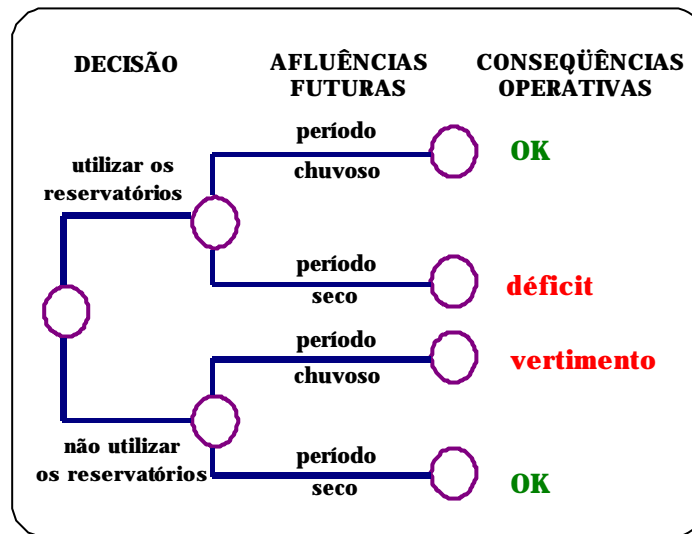 DECISÃO
AFLUÊNCIAS
FUTURAS
CONSEQÜÊNCIAS
OPERATIVAS
utilizar os
reservatórios
período
chuvoso
OK
período
seco
déficit
período
chuvoso
vertimento
não utilizar
os reservatórios
período
seco
OK